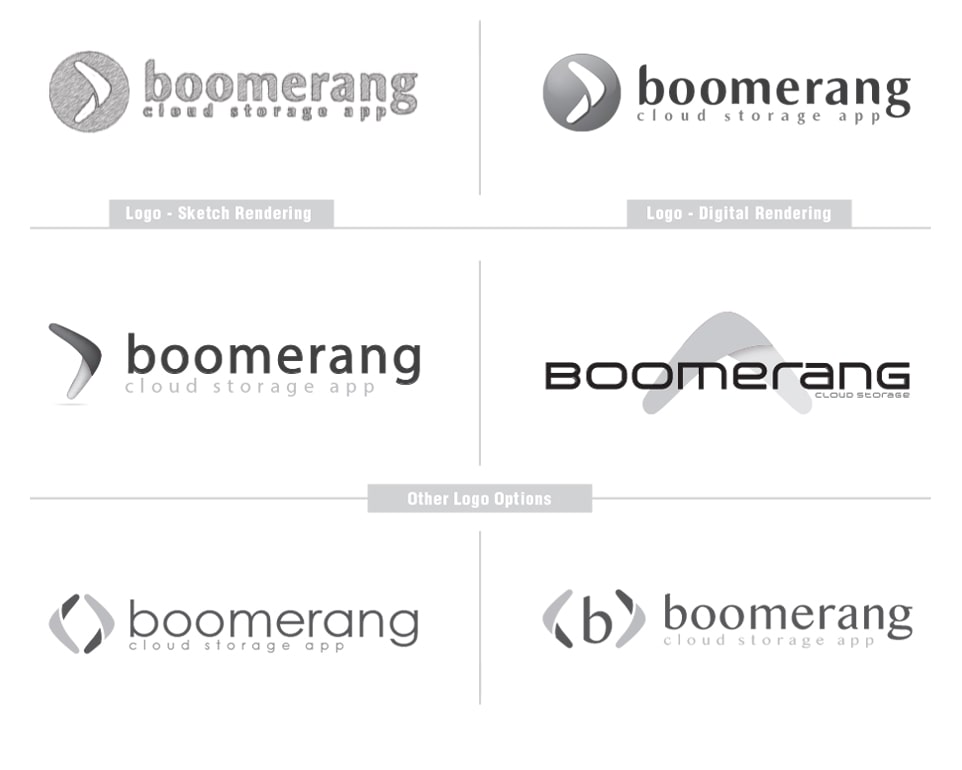 boomerang
cloud storage app
boomerang
cloud storage app
Logo - Sketch Rendering
Logo - Digital Rendering
boomerang
cloud storage app
BOOmerANG
CLOUD STOrAGE
Other Logo Options
boomerang
cloud storage app
b
boomerang
cloud storage app